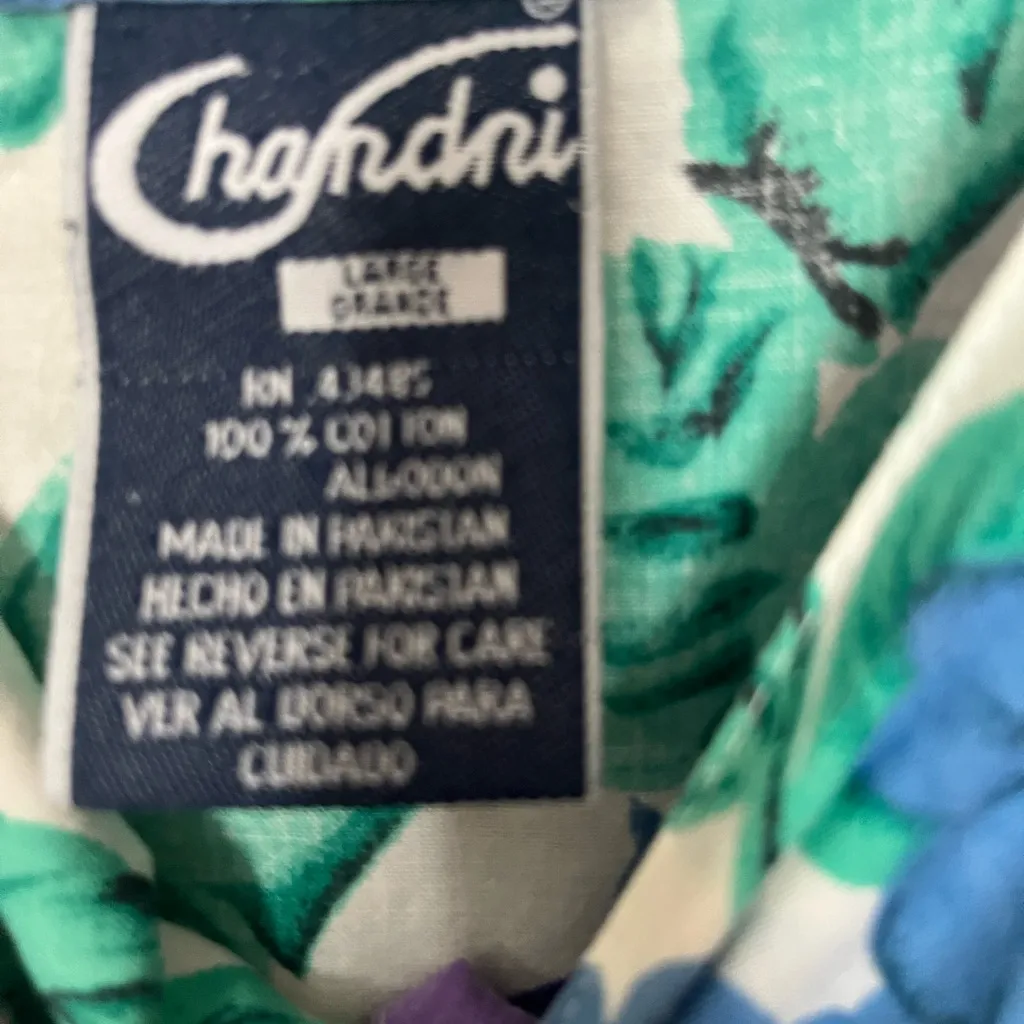 Chandni
LARGE
GRANDE
RN 43485
100 % COTTON
ALGODON
MADE IN PAKISTAN
HECHO EN PAKISTAN
SEE REVERSE FOR CARE
VER AL DORSO PARA
CUIDADO